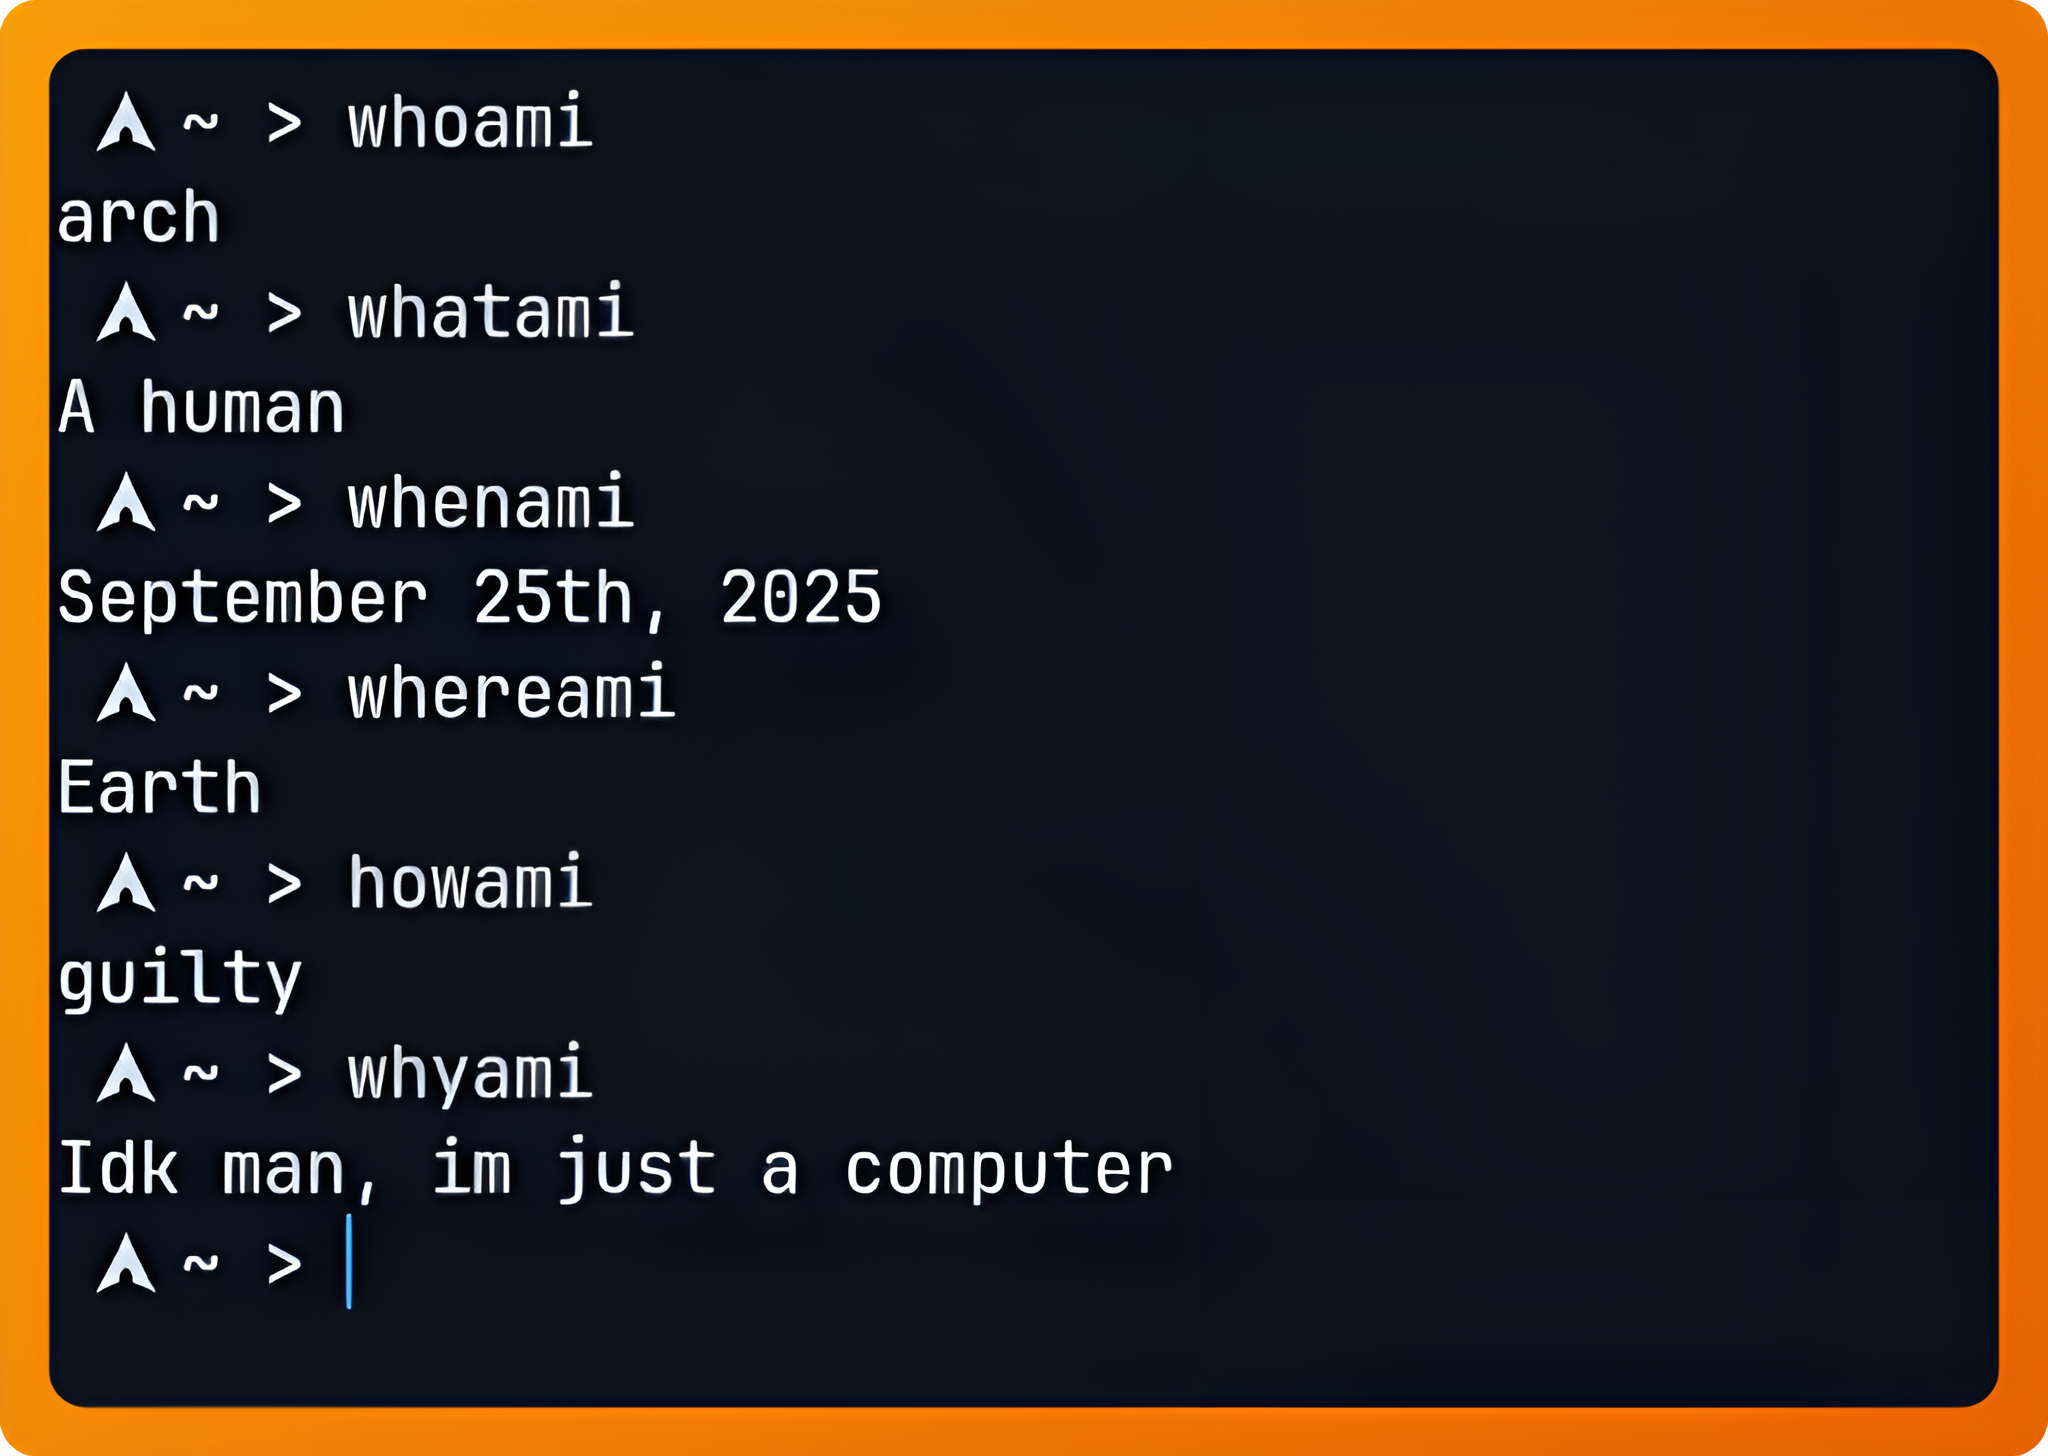 ~ > whoami
arch
~ > whatami
A human
~ > whenami
September 25th, 2025
~ > whereami
Earth
~ > howami
guilty
~ > whyami
Idk man, im just a computer
~ >